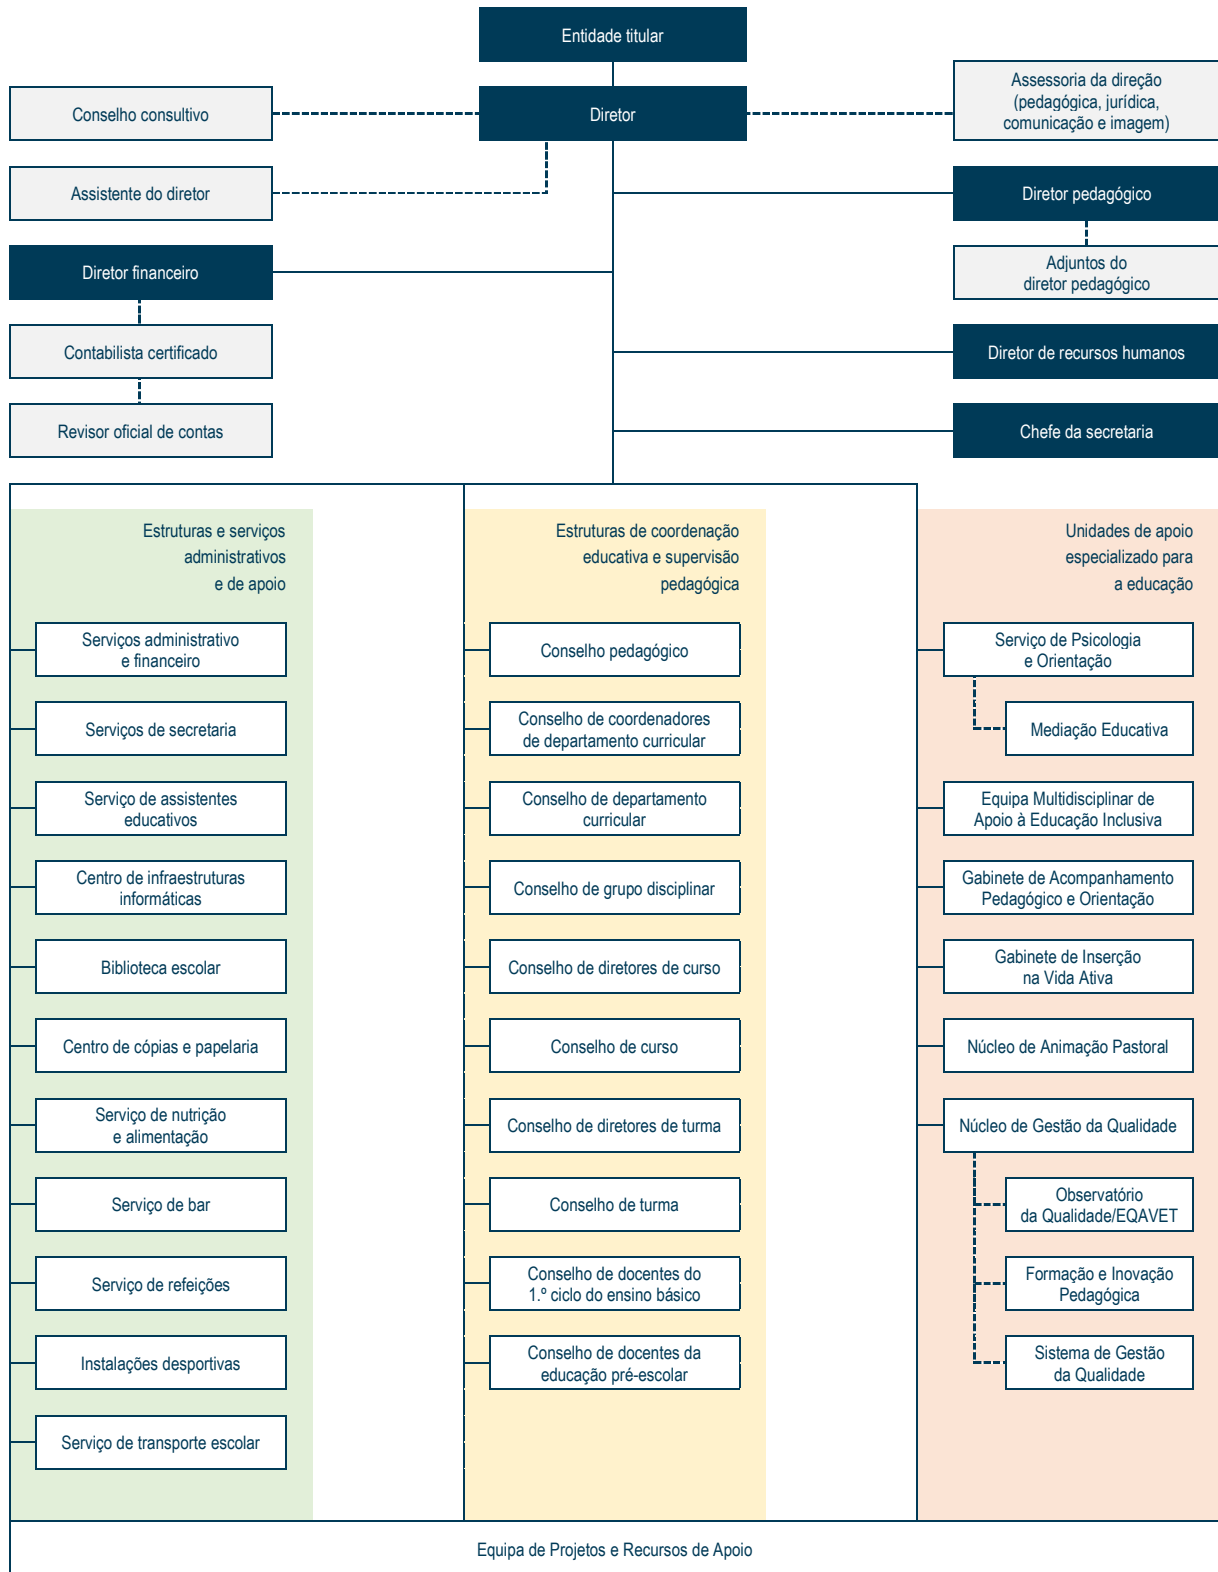 Entidade titular
Conselho consultivo
Diretor
Assessoria da direção
(pedagógica, jurídica,
comunicação e imagem)
Assistente do diretor
Diretor pedagógico
Diretor financeiro
Adjuntos do
diretor pedagógico
Contabilista certificado
Diretor de recursos humanos
Revisor oficial de contas
Chefe da secretaria
Estruturas e serviços
administrativos
e de apoio
Serviços administrativo
e financeiro
Serviços de secretaria
Serviço de assistentes
educativos
Centro de infraestruturas
informáticas
Biblioteca escolar
Centro de cópias e papelaria
Serviço de nutrição
e alimentação
Serviço de bar
Serviço de refeições
Instalações desportivas
Serviço de transporte escolar
Estruturas de coordenação
educativa e supervisão
pedagógica
Conselho pedagógico
Conselho de coordenadores
de departamento curricular
Conselho de departamento
curricular
Conselho de grupo disciplinar
Conselho de diretores de curso
Conselho de curso
Conselho de diretores de turma
Conselho de turma
Conselho de docentes do
1.º ciclo do ensino básico
Conselho de docentes da
educação pré-escolar
Unidades de apoio
especializado para
a educação
Serviço de Psicologia
e Orientação
Mediação Educativa
Equipa Multidisciplinar de
Apoio à Educação Inclusiva
Gabinete de Acompanhamento
Pedagógico e Orientação
Gabinete de Inserção
na Vida Ativa
Núcleo de Animação Pastoral
Núcleo de Gestão da Qualidade
Observatório
da Qualidade/EQAVET
Formação e Inovação
Pedagógica
Sistema de Gestão
da Qualidade
Equipa de Projetos e Recursos de Apoio